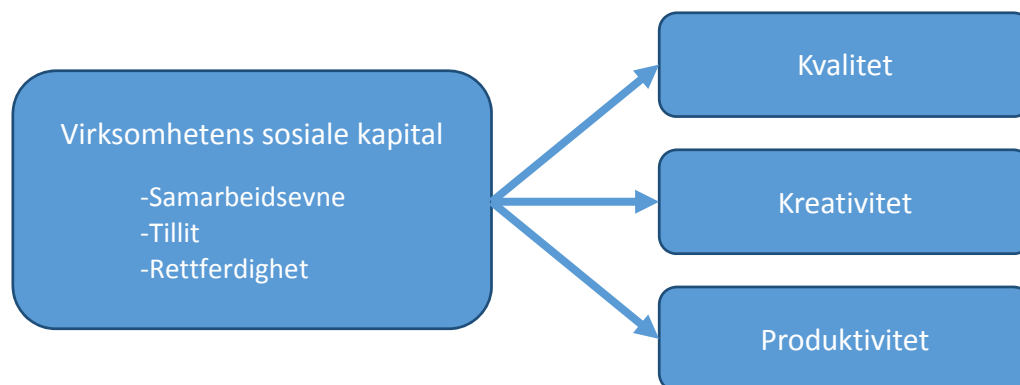 Virksomhetens sosiale kapital
-Samarbeidsevne
-Tillit
-Rettferdighet
Kvalitet
Kreativitet
Produktivitet